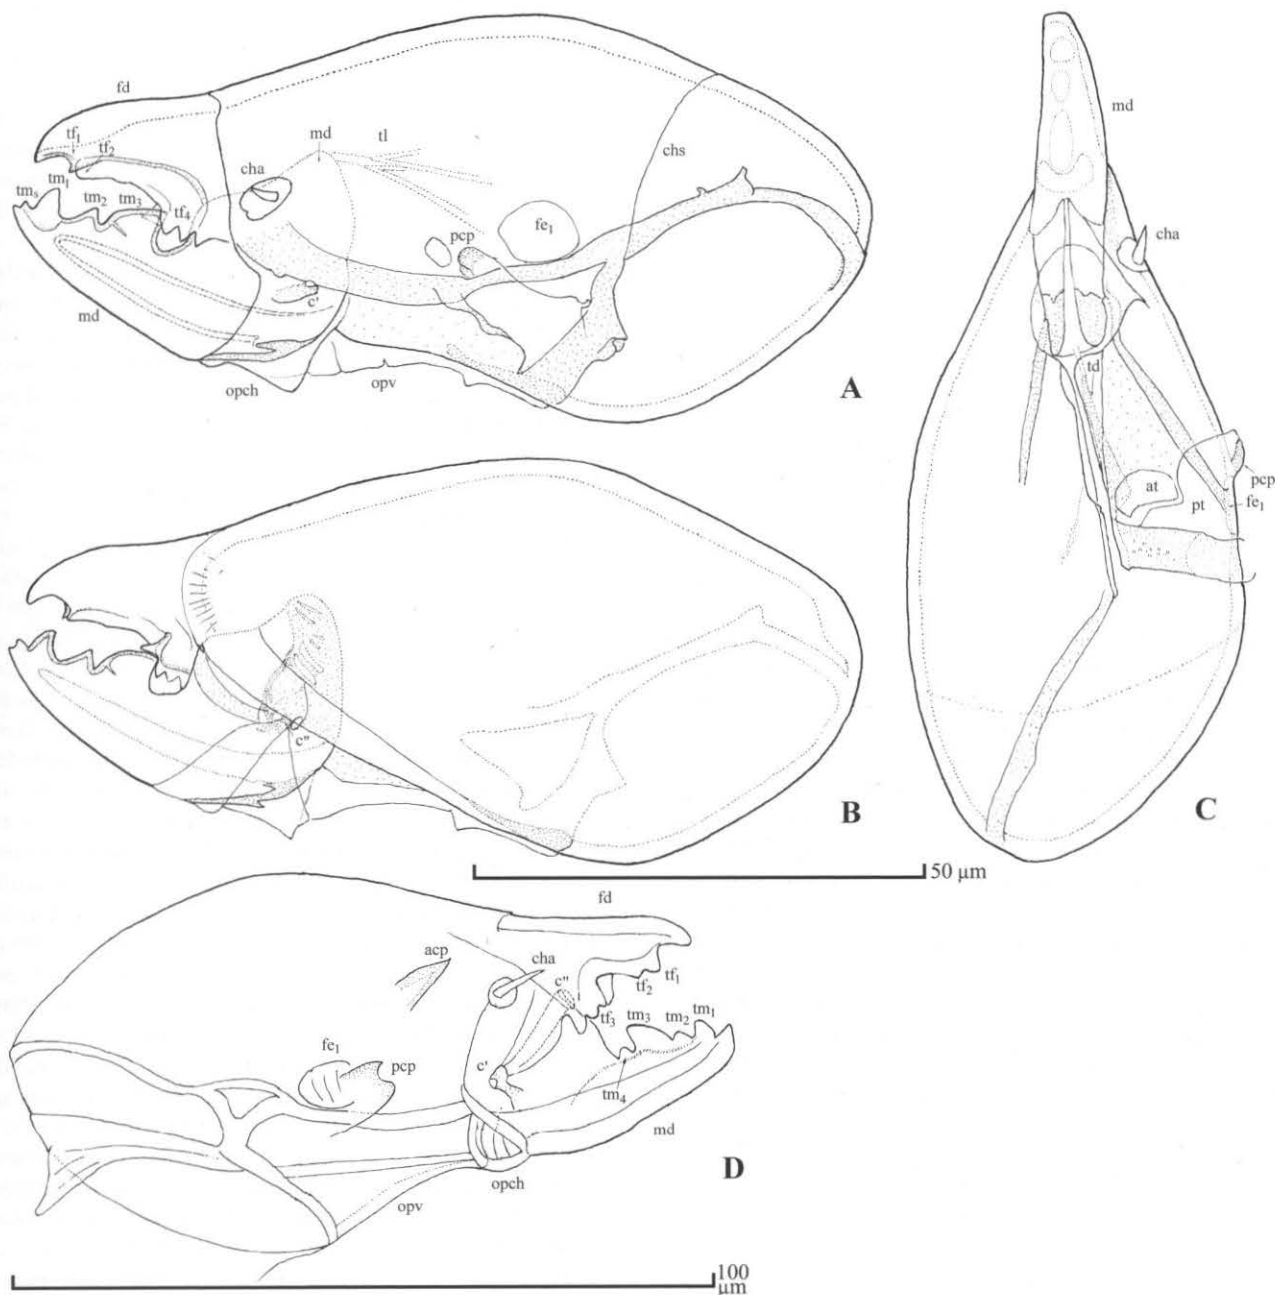 fd
tf₁
tf₂
tmₛ
tm₁
tm₂
tm₃
tf₄
cha
md
tl
chs
pcp
fe₁
c'
md
opch
opv
A
c"
B
50 µm
md
cha
td
at
pt
pcp
fe₁
C
fd
acp
cha
c"
tf₁
tf₂
tf₃
tm₃
tm₂
tm₁
fe₁
pcp
c'
tm₄
md
opch
opv
D
100
µm